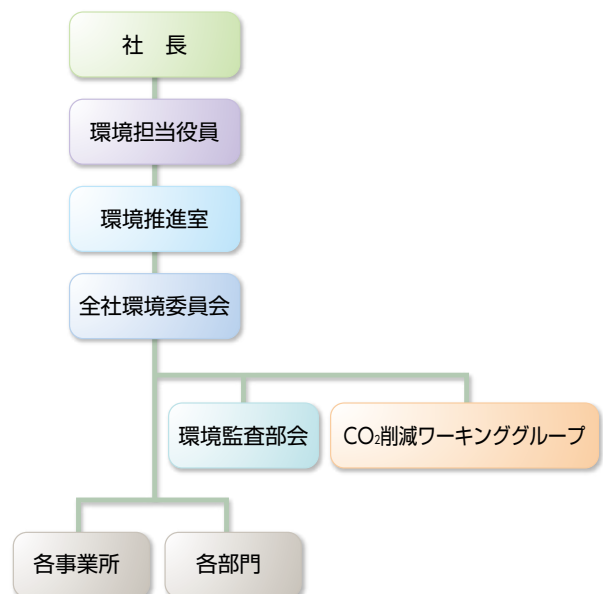 社　長
環境担当役員
環境推進室
全社環境委員会
環境監査部会
CO₂削減ワーキンググループ
各事業所
各部門